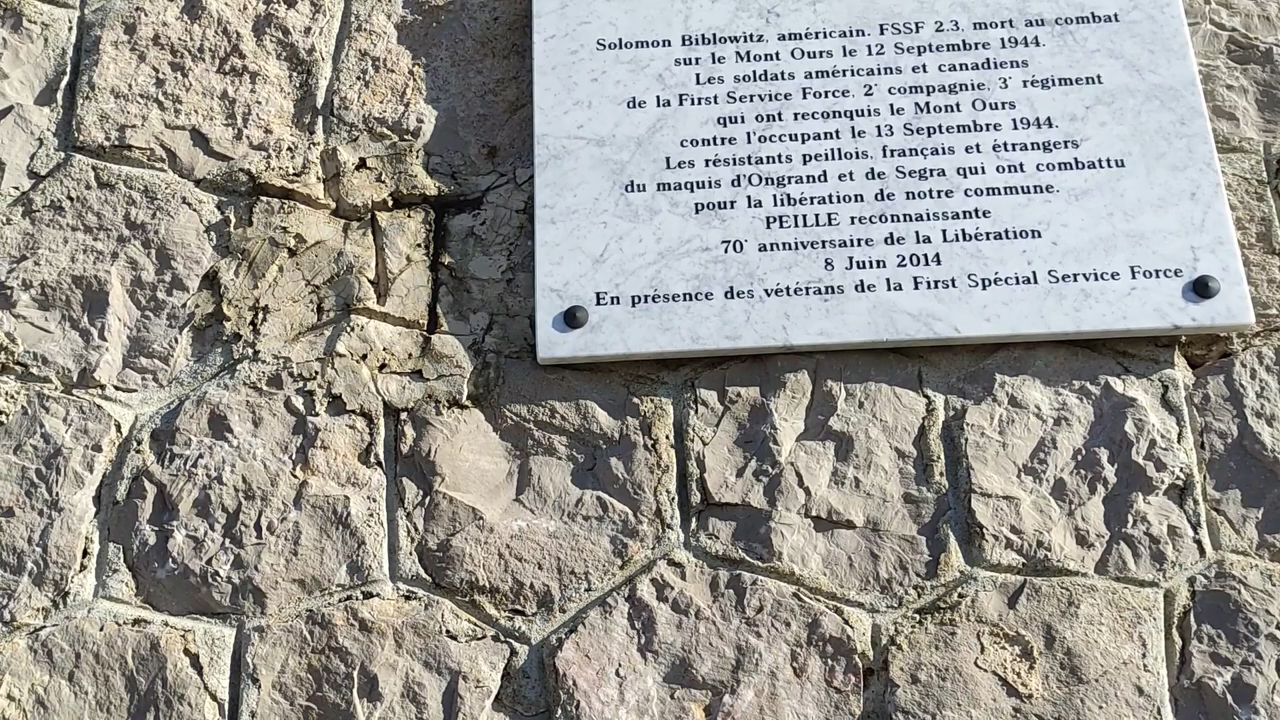 Solomon Biblowitz, américain. FSSF 2.3, mort au combat
sur le Mont Ours le 12 Septembre 1944.
Les soldats américains et canadiens
de la First Service Force, 2° compagnie, 3° régiment
qui ont reconquis le Mont Ours
contre l'occupant le 13 Septembre 1944.
Les résistants peillois, français et étrangers
du maquis d'Ongrand et de Segra qui ont combattu
pour la libération de notre commune.
PEILLE reconnaissante
70° anniversaire de la Libération
8 Juin 2014
En présence des vétérans de la First Spécial Service Force